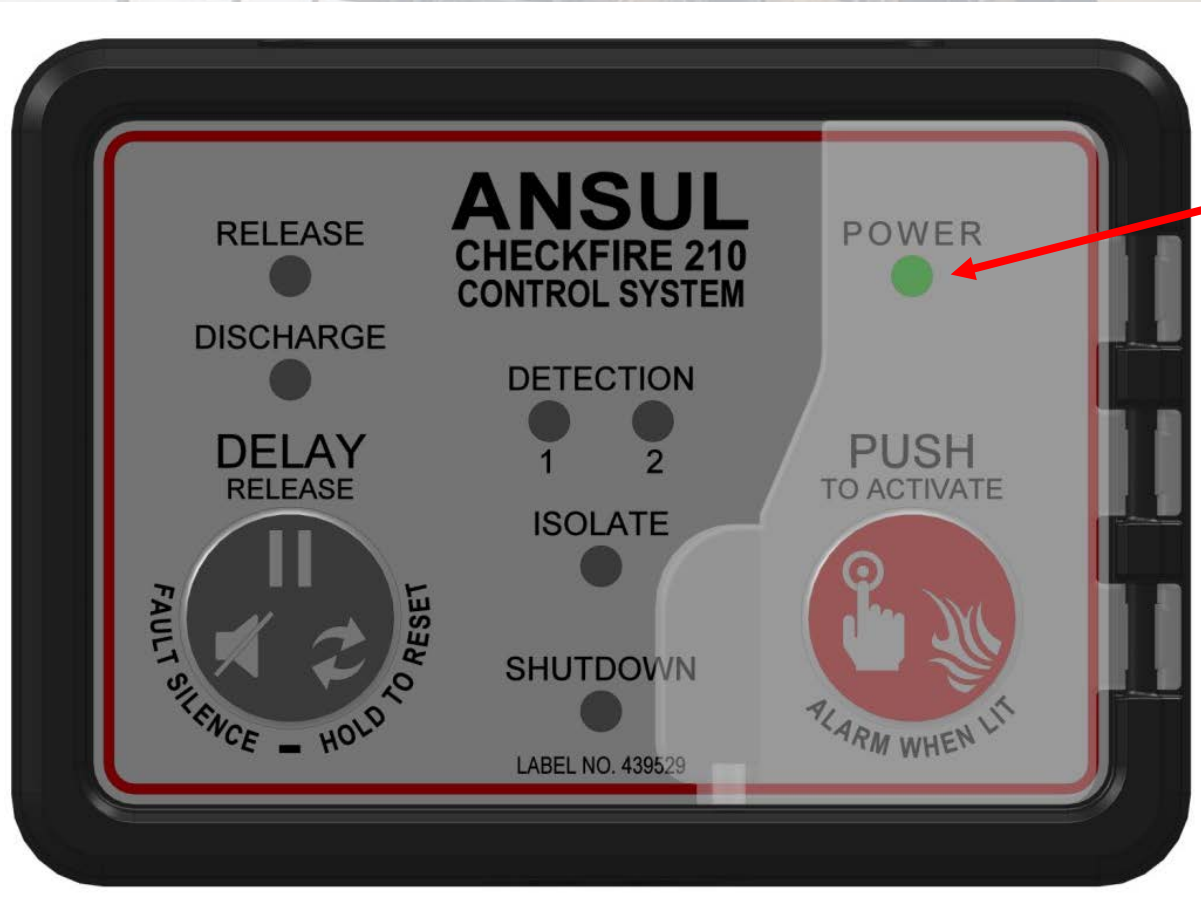 ANSUL
CHECKFIRE 210
CONTROL SYSTEM
RELEASE
DISCHARGE
POWER
DETECTION
1 2
DELAY
RELEASE
FAULT SILENCE - HOLD TO RESET
ISOLATE
SHUTDOWN
PUSH
TO ACTIVATE
ALARM WHEN LIT
LABEL NO. 439529